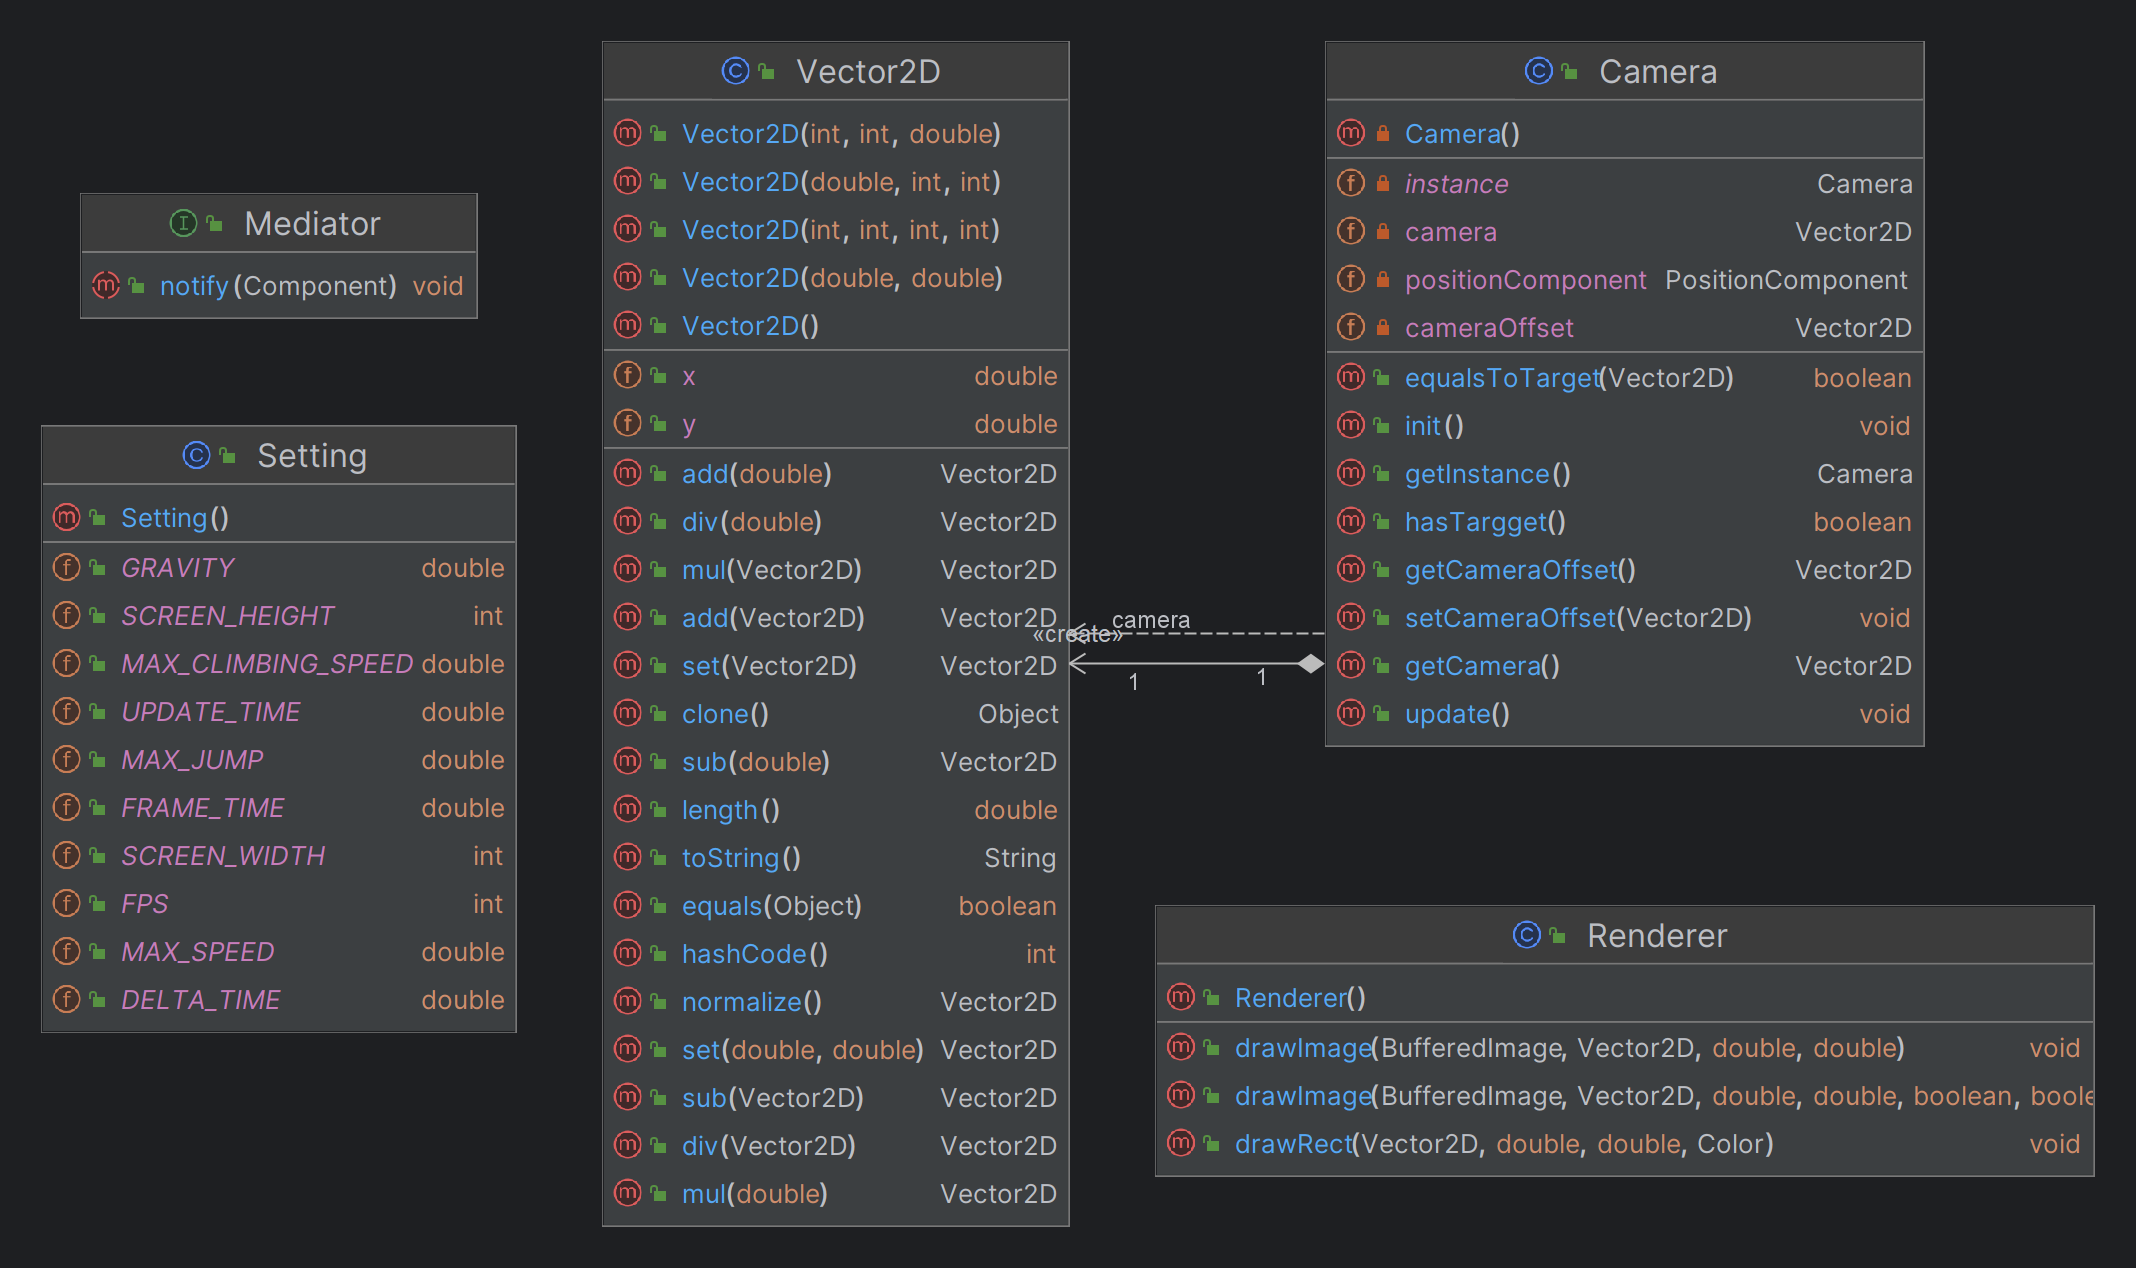 Mediator
notify(Component) void
Setting
Setting()
GRAVITY double
SCREEN_HEIGHT int
MAX_CLIMBING_SPEED double
UPDATE_TIME double
MAX_JUMP double
FRAME_TIME double
SCREEN_WIDTH int
FPS int
MAX_SPEED double
DELTA_TIME double
Vector2D
Vector2D(int, int, double)
Vector2D(double, int, int)
Vector2D(int, int, int, int)
Vector2D(double, double)
Vector2D()
x double
y double
add(double) Vector2D
div(double) Vector2D
mul(Vector2D) Vector2D
add(Vector2D) Vector2D
set(Vector2D) Vector2D
clone() Object
sub(double) Vector2D
length() double
toString() String
equals(Object) boolean
hashCode() int
normalize() Vector2D
set(double, double) Vector2D
sub(Vector2D) Vector2D
div(Vector2D) Vector2D
mul(double) Vector2D
camera
«create»
1
1
Camera
Camera()
instance Camera
camera Vector2D
positionComponent PositionComponent
cameraOffset Vector2D
equalsToTarget(Vector2D) boolean
init() void
getInstance() Camera
hasTargget() boolean
getCameraOffset() Vector2D
setCameraOffset(Vector2D) void
getCamera() Vector2D
update() void
Renderer
Renderer()
drawImage(BufferedImage, Vector2D, double, double) void
drawImage(BufferedImage, Vector2D, double, double, boolean, boole
drawRect(Vector2D, double, double, Color) void